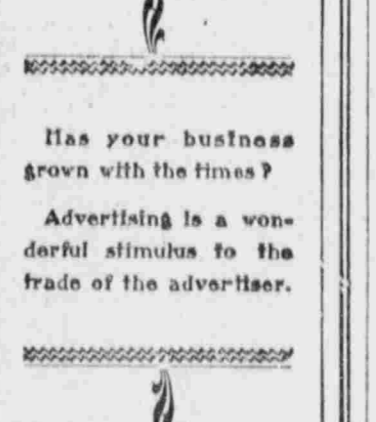 Has your business
grown with the times?
Advertising is a won-
derful stimulus to the
trade of the advertiser.